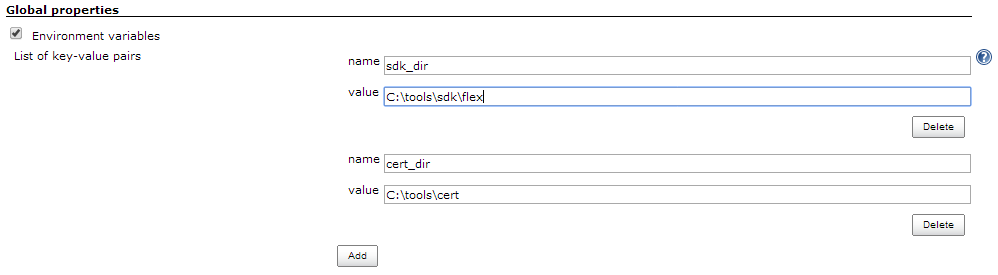 Global properties
Environment variables
List of key-value pairs
name sdk_dir
?
value C:\tools\sdk\flex
Delete
name cert_dir
value C:\tools\cert
Delete
Add